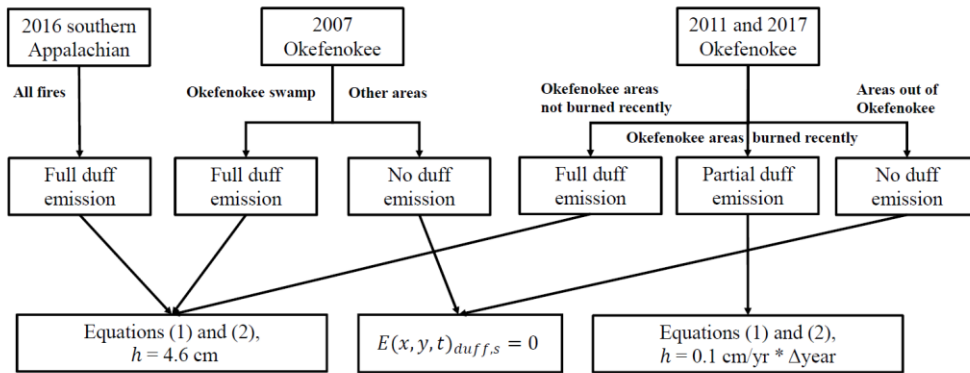 2016 southern
Appalachian
2007
Okefenokee
2011 and 2017
Okefenokee
All fires
Okefenokee swamp
Other areas
Okefenokee areas
not burned recently
Areas out of
Okefenokee
Okefenokee areas burned recently
Full duff
emission
Full duff
emission
No duff
emission
Full duff
emission
Partial duff
emission
No duff
emission
Equations (1) and (2),
h = 4.6 cm
E(x, y, t)duff,s = 0
Equations (1) and (2),
h = 0.1 cm/yr * Δyear